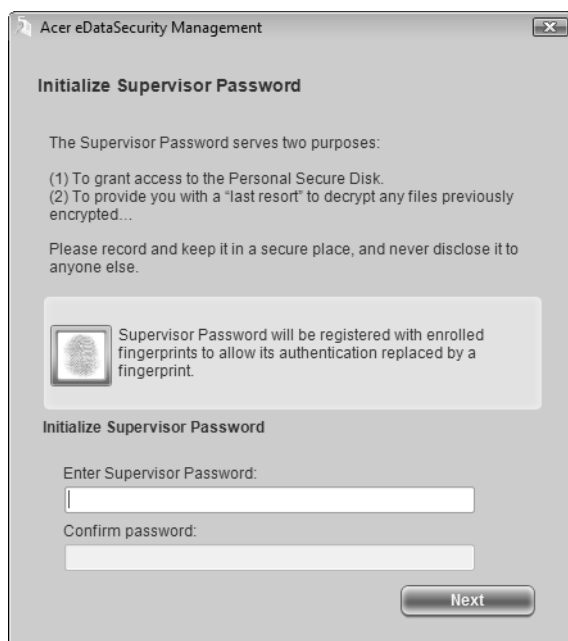 Acer eDataSecurity Management
Initialize Supervisor Password
The Supervisor Password serves two purposes:
(1) To grant access to the Personal Secure Disk.
(2) To provide you with a “last resort” to decrypt any files previously
encrypted...
Please record and keep it in a secure place, and never disclose it to
anyone else.
Supervisor Password will be registered with enrolled
fingerprints to allow its authentication replaced by a
fingerprint.
Initialize Supervisor Password
Enter Supervisor Password:
Confirm password:
Next